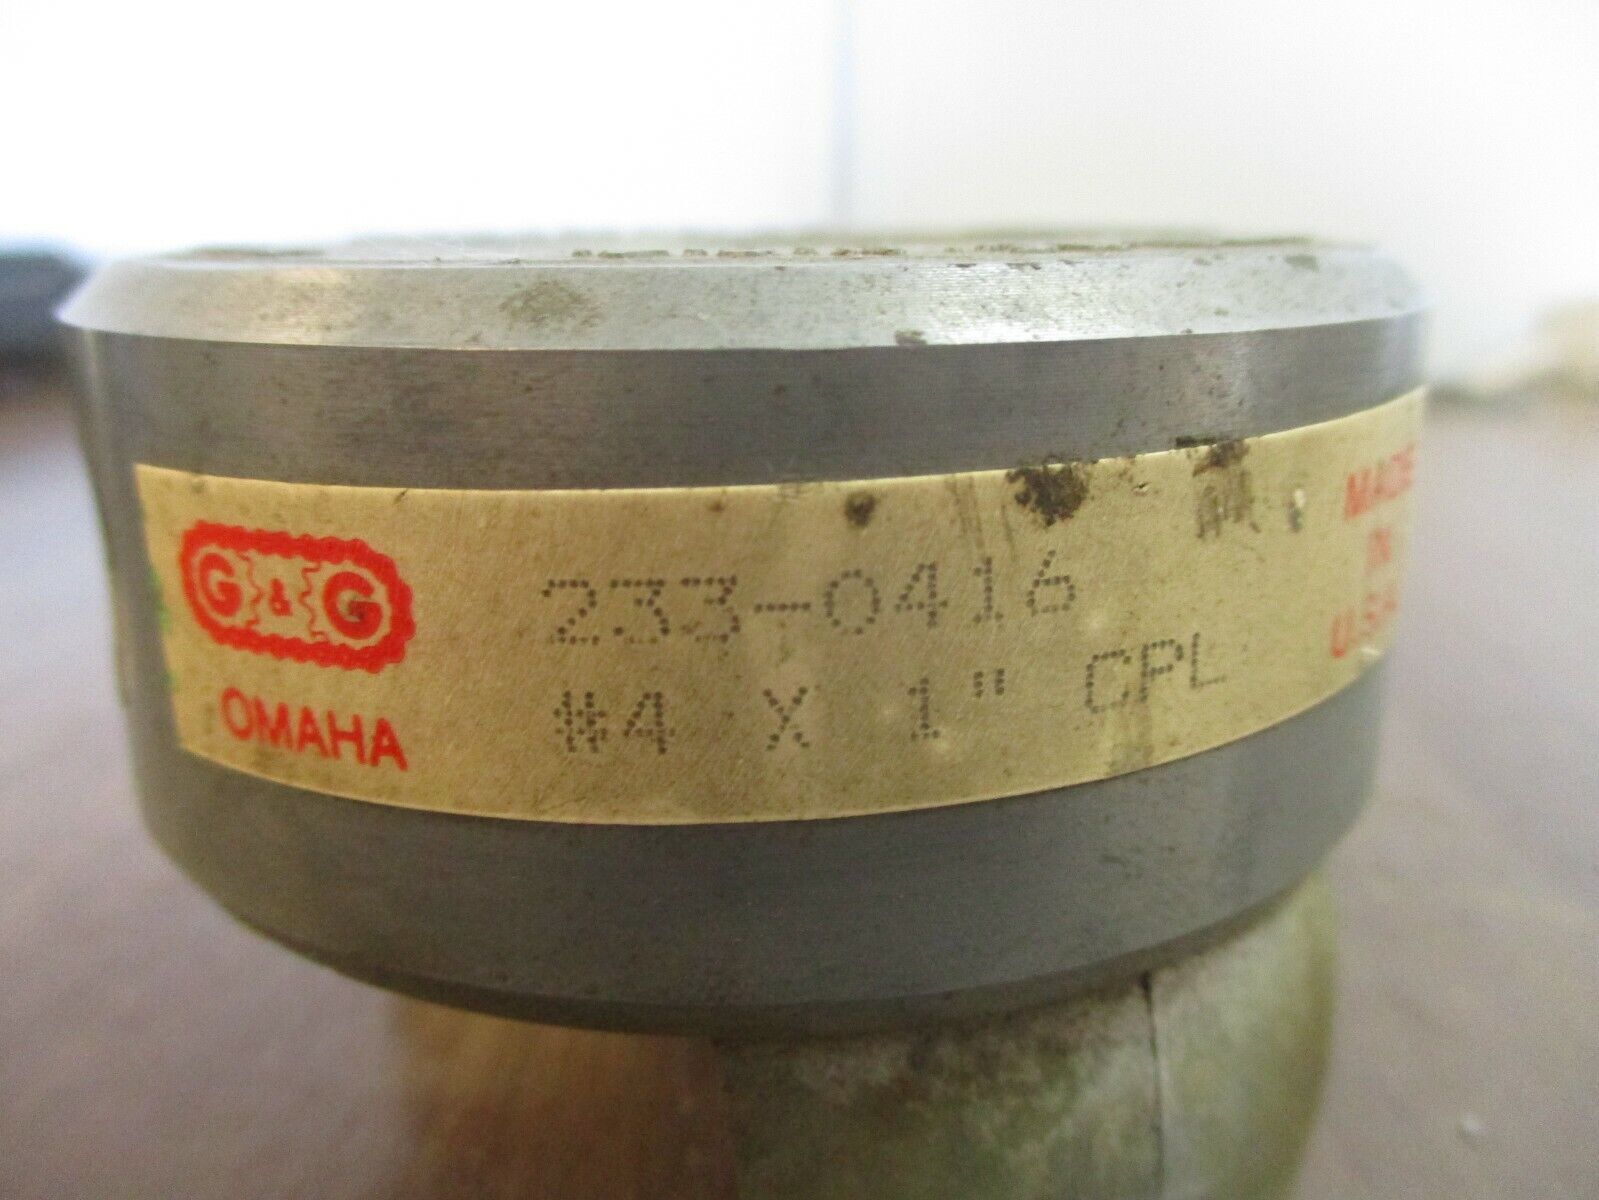 G&G
OMAHA
233-0416
#4 X 1" CPL
MADE
IN
U.S.A.